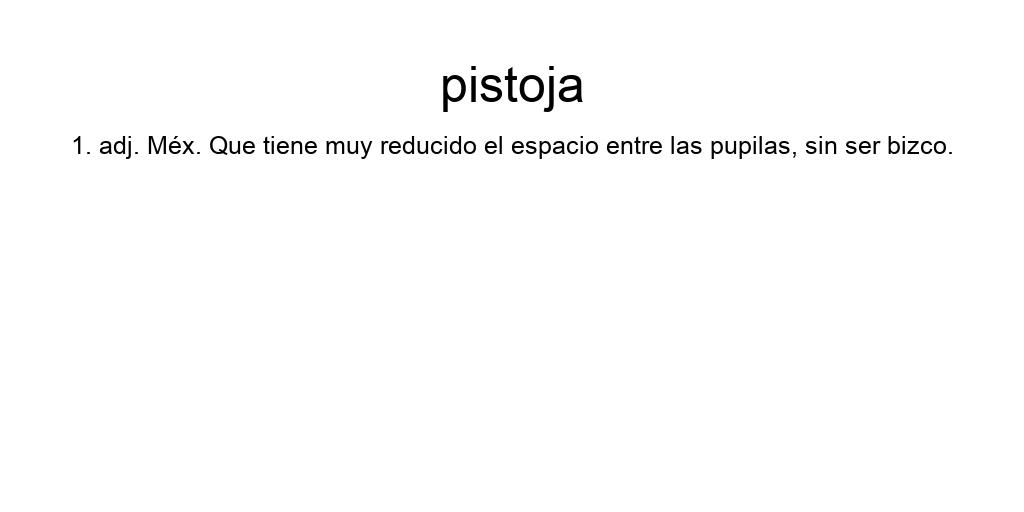 pistoja
1. adj. Méx. Que tiene muy reducido el espacio entre las pupilas, sin ser bizco.